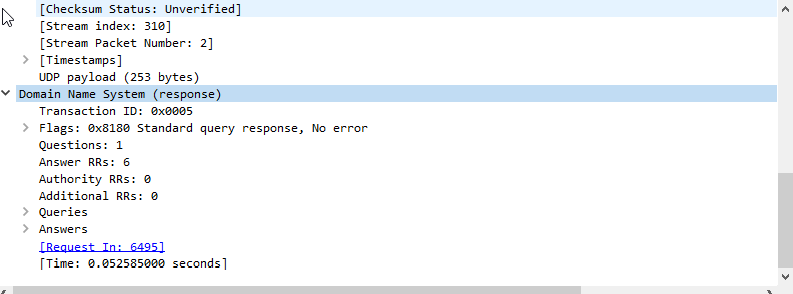 [Checksum Status: Unverified]
[Stream index: 310]
[Stream Packet Number: 2]
[Timestamps]
UDP payload (253 bytes)
Domain Name System (response)
Transaction ID: 0x0005
Flags: 0x8180 Standard query response, No error
Questions: 1
Answer RRs: 6
Authority RRs: 0
Additional RRs: 0
Queries
Answers
[Request In: 6495]
[Time: 0.052585000 seconds]